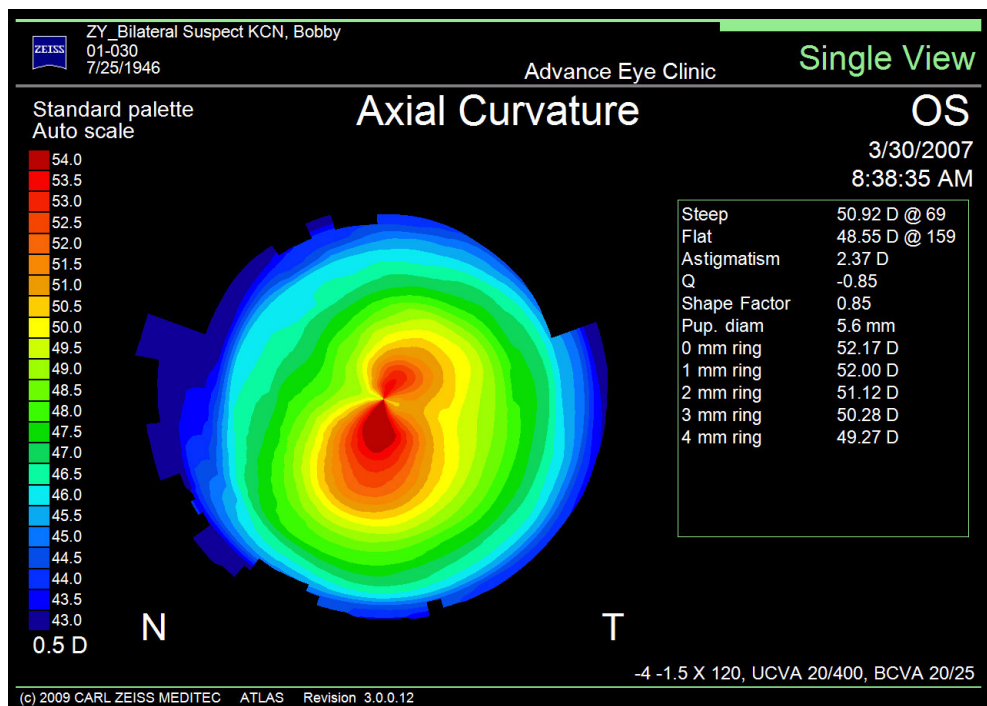 ZEISS
ZY_Bilateral Suspect KCN, Bobby
01-030
7/25/1946
Advance Eye Clinic
Single View
Standard palette
Auto scale
Axial Curvature
OS
3/30/2007
8:38:35 AM
54.0
53.5
53.0
52.5
52.0
51.5
51.0
50.5
50.0
49.5
49.0
48.5
48.0
47.5
47.0
46.5
46.0
45.5
45.0
44.5
44.0
43.5
43.0
0.5 D
Steep 50.92 D @ 69
Flat 48.55 D @ 159
Astigmatism 2.37 D
Q -0.85
Shape Factor 0.85
Pup. diam 5.6 mm
0 mm ring 52.17 D
1 mm ring 52.00 D
2 mm ring 51.12 D
3 mm ring 50.28 D
4 mm ring 49.27 D
N
T
-4 -1.5 X 120, UCVA 20/400, BCVA 20/25
(c) 2009 CARL ZEISS MEDITEC ATLAS Revision 3.0.0.12